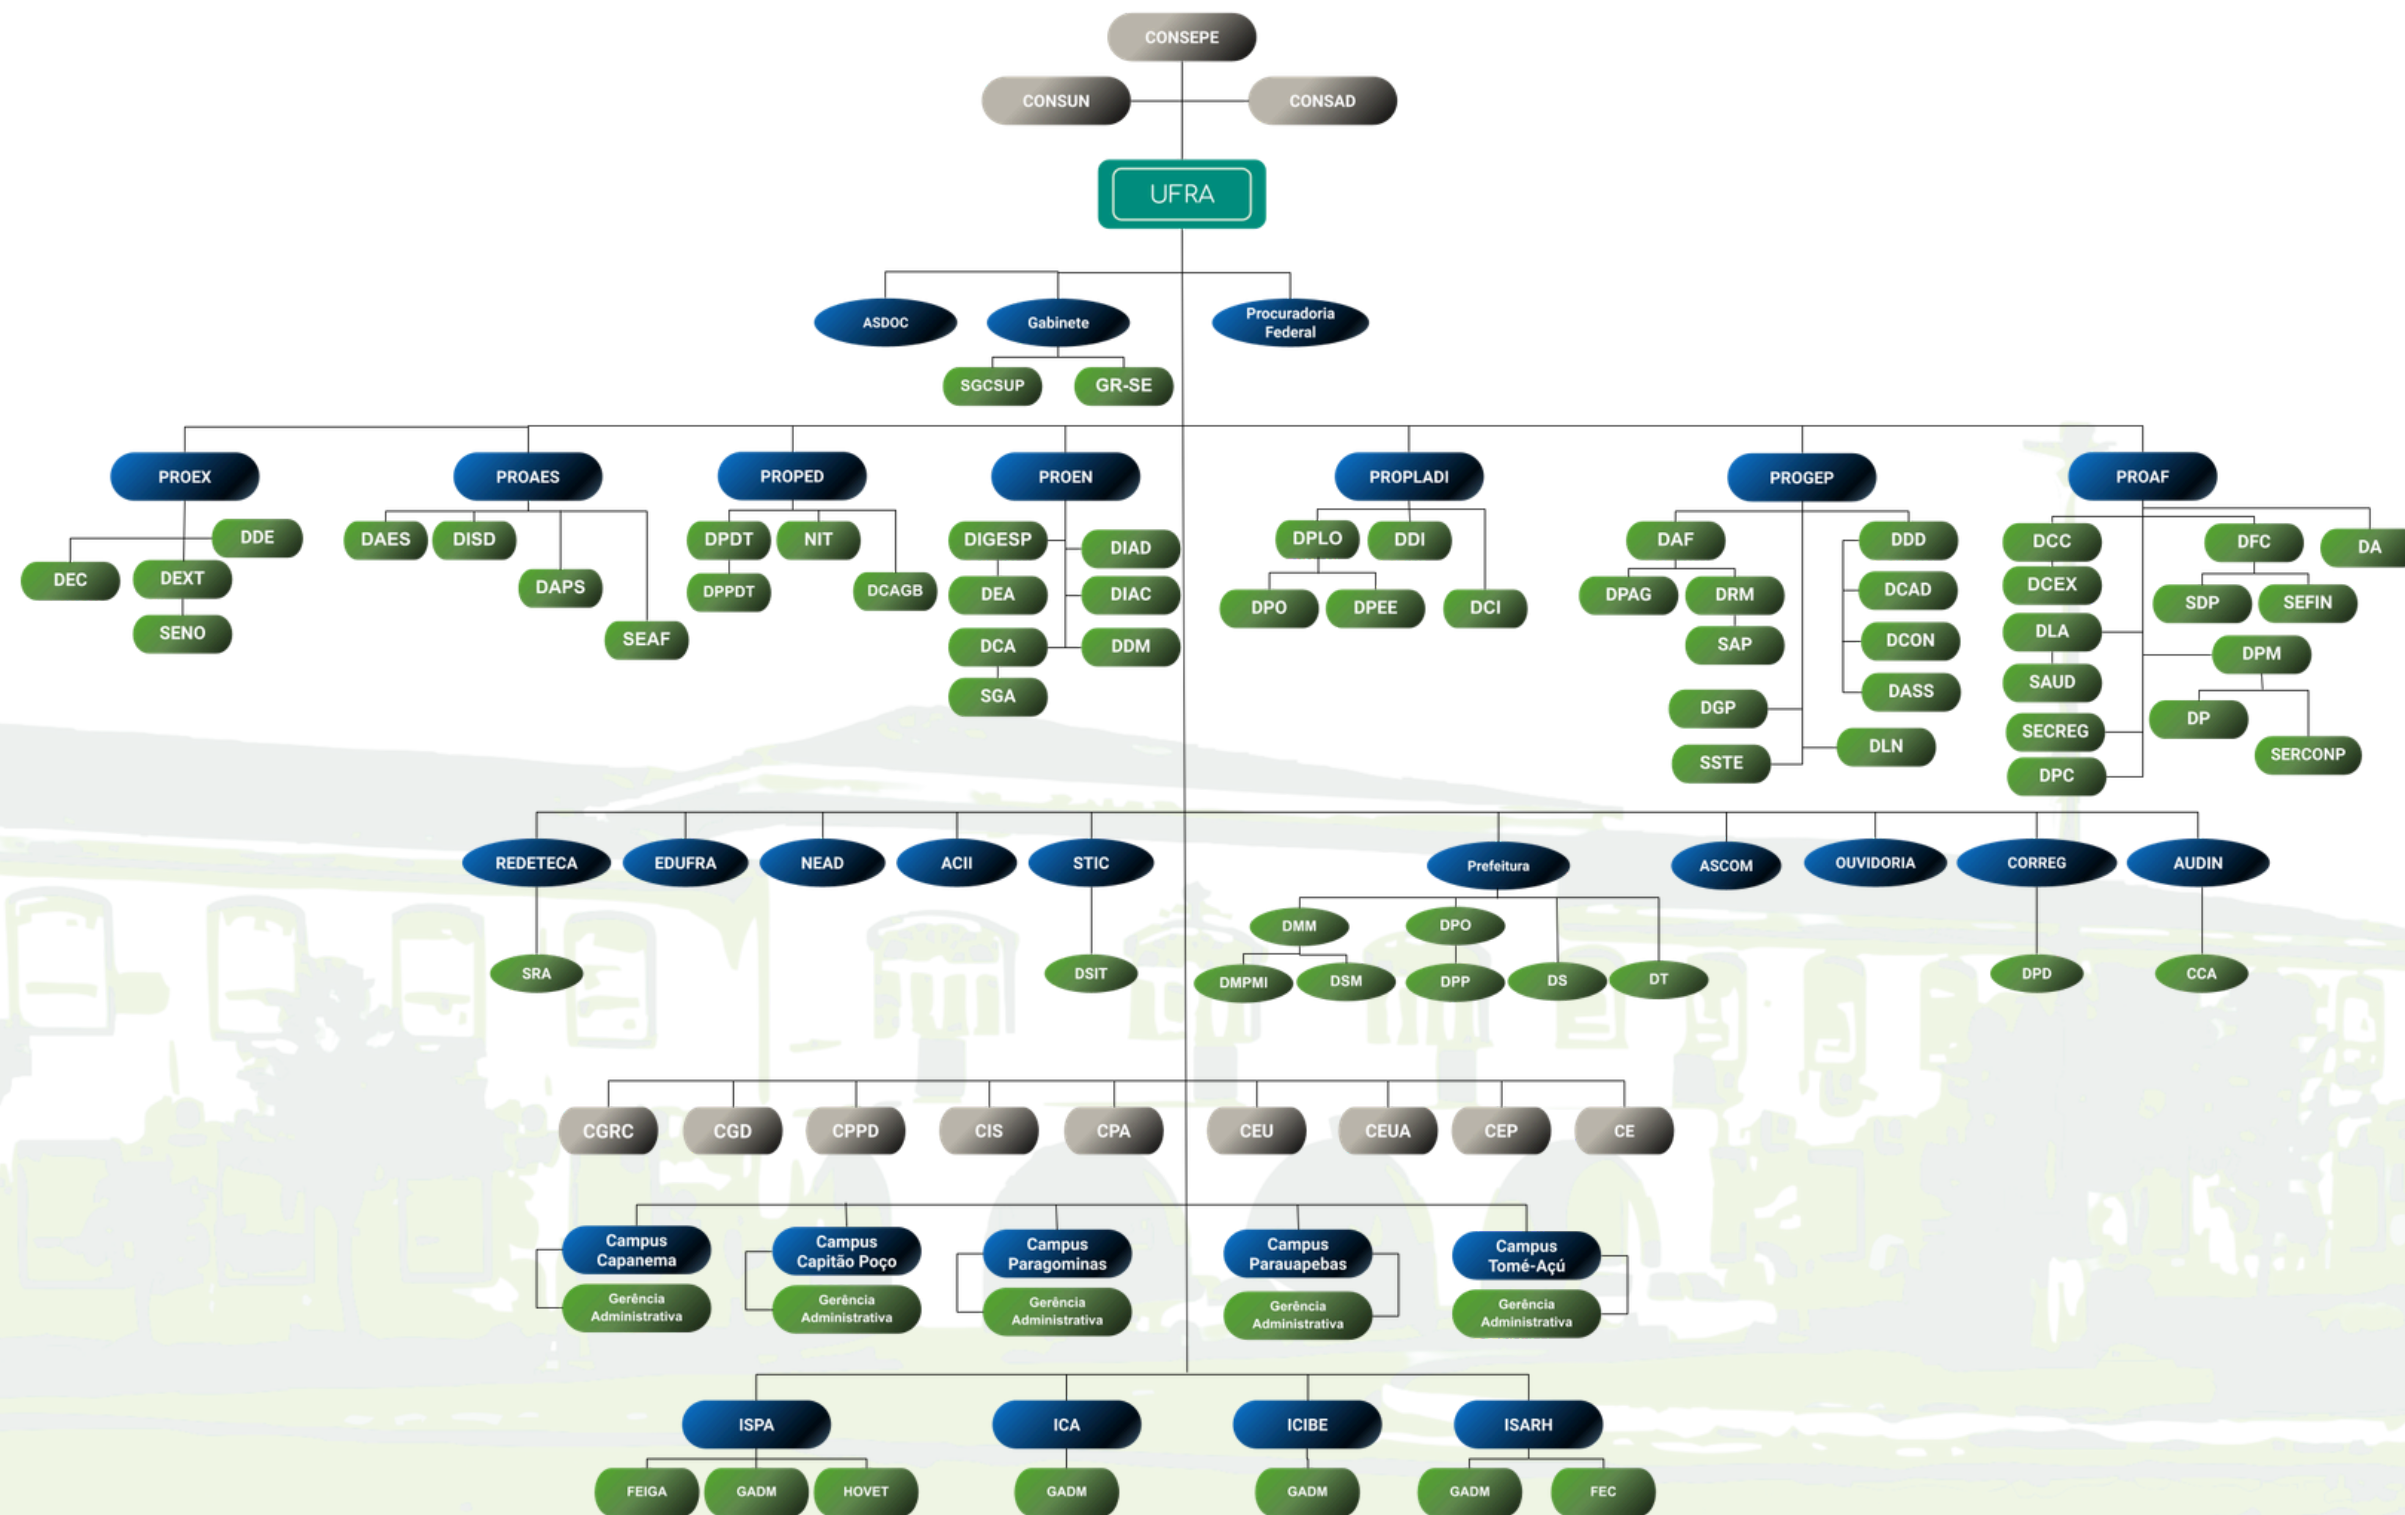 CONSEPE
CONSUN
CONSAD
UFRA
ASDOC
Gabinete
Procuradoria
Federal
SGCSUP
GR-SE
PROEX
PROAES
PROPED
PROEN
PROPLADI
PROGEP
PROAF
DDE
DEC
DEXT
SENO
DAES
DISD
DAPS
SEAF
DPDT
NIT
DPPDT
DCAGB
DIGESP
DIAD
DEA
DIAC
DCA
DDM
SGA
DPLO
DDI
DPO
DPEE
DCI
DAF
DDD
DPAG
DRM
DCAD
SAP
DCON
DASS
DGP
DLN
SSTE
DCC
DFC
DA
DCEX
SDP
SEFIN
DLA
DPM
SAUD
DP
SECREG
SERCONP
DPC
REDETECA
EDUFRA
NEAD
ACII
STIC
Prefeitura
ASCOM
OUVIDORIA
CORREG
AUDIN
SRA
DSIT
DMM
DPO
DMPMI
DSM
DPP
DS
DT
DPD
CCA
CGRC
CGD
CPPD
CIS
CPA
CEU
CEUA
CEP
CE
Campus
Capanema
Gerência
Administrativa
Campus
Capitão Poço
Gerência
Administrativa
Campus
Paragominas
Gerência
Administrativa
Campus
Parauapebas
Gerência
Administrativa
Campus
Tomé-Açú
Gerência
Administrativa
ISPA
ICA
ICIBE
ISARH
FEIGA
GADM
HOVET
GADM
GADM
GADM
FEC